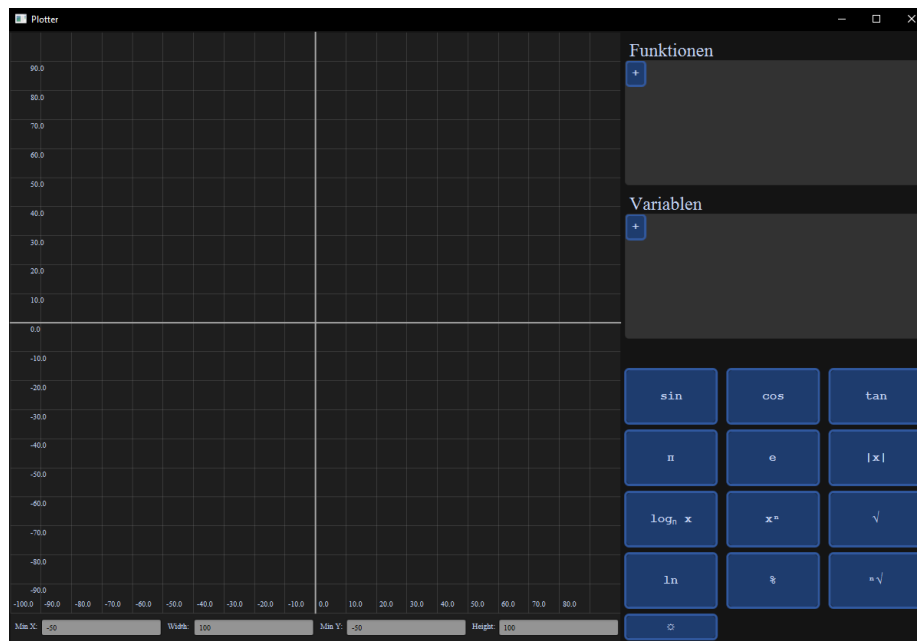 Plotter
Funktionen
+
90.0
80.0
70.0
60.0
50.0
40.0
30.0
20.0
10.0
0.0
-10.0
-20.0
-30.0
-40.0
-50.0
-60.0
-70.0
-80.0
-90.0
-100.0 -90.0 -80.0 -70.0 -60.0 -50.0 -40.0 -30.0 -20.0 -10.0 0.0 10.0 20.0 30.0 40.0 50.0 60.0 70.0 80.0
Min X: -50 Width: 100 Min Y: -50 Height: 100
Variablen
+
sin cos tan
π e |x|
logₙ x xⁿ √
ln % ⁿ√